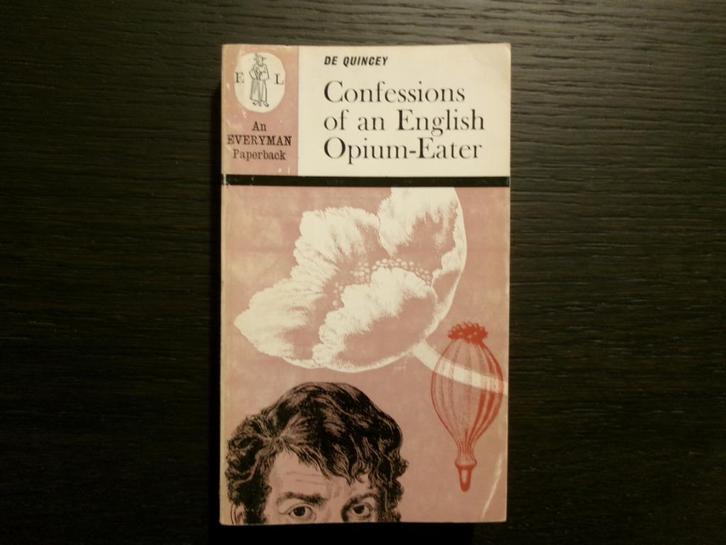 E L
An
EVERYMAN
Paperback
DE QUINCEY
Confessions
of an English
Opium-Eater